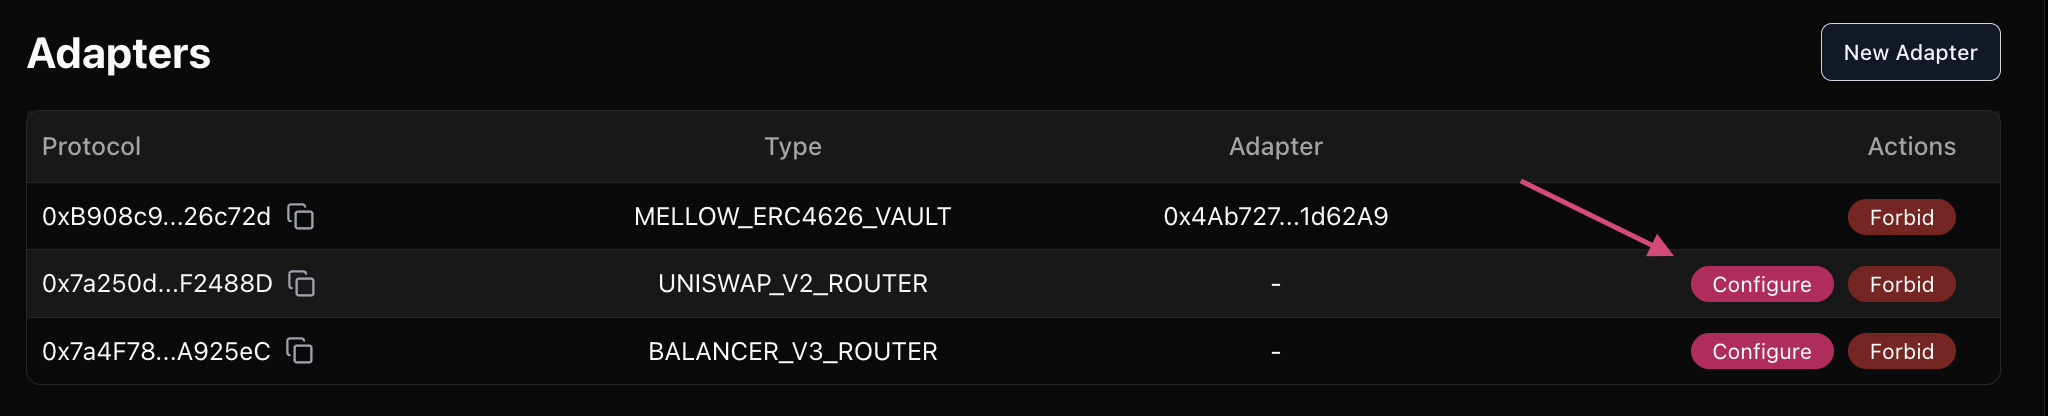 Adapters
New Adapter
Protocol Type Adapter Actions
0xB908c9...26c72d MELLOW_ERC4626_VAULT 0x4Ab727...1d62A9 Forbid
0x7a250d...F2488D UNISWAP_V2_ROUTER - Configure Forbid
0x7a4F78...A925eC BALANCER_V3_ROUTER - Configure Forbid